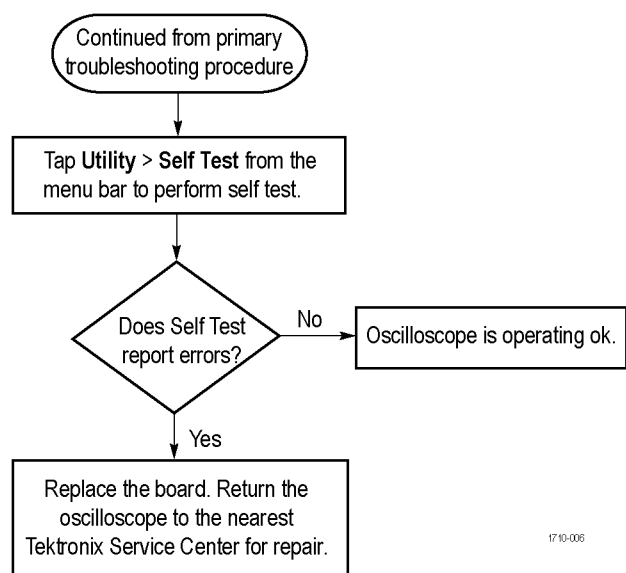 Continued from primary
troubleshooting procedure
Tap Utility > Self Test from the
menu bar to perform self test.
Does Self Test
report errors?
No
Oscilloscope is operating ok.
Yes
Replace the board. Return the
oscilloscope to the nearest
Tektronix Service Center for repair.
1710-006